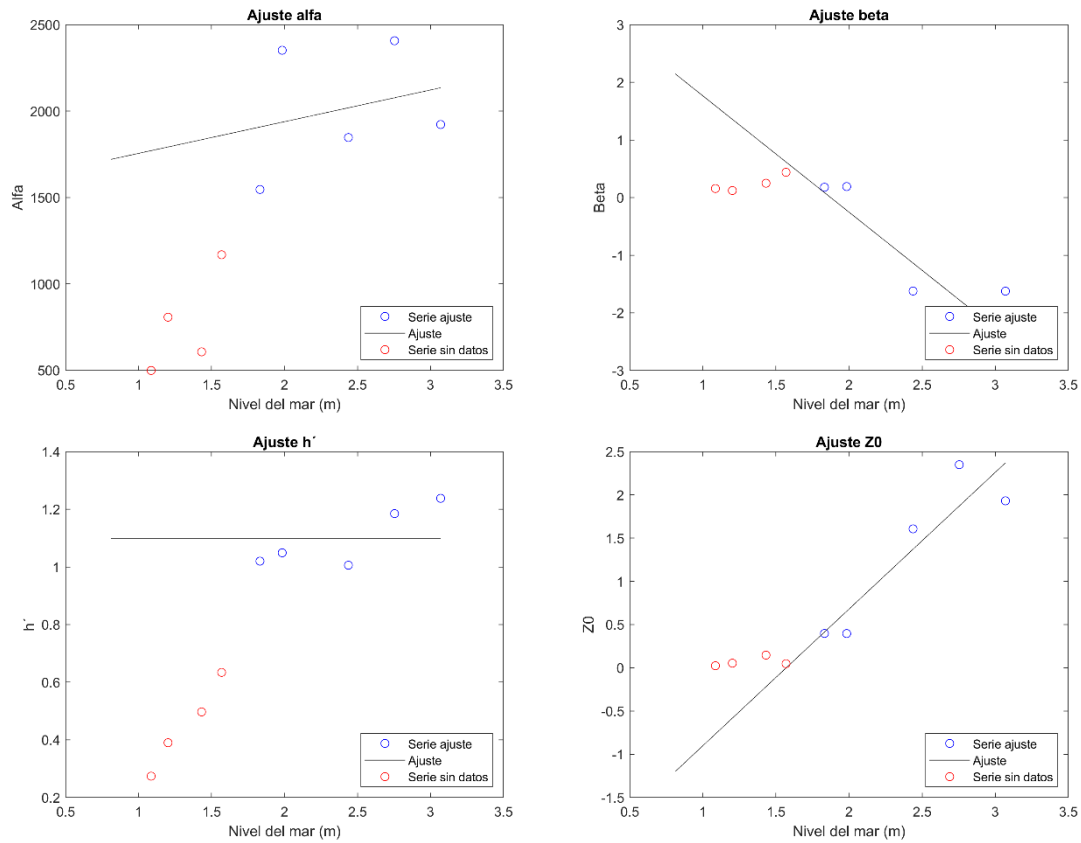 Ajuste alfa
2500
2000
1500
1000
500
Alfa
0.5 1 1.5 2 2.5 3 3.5
Nivel del mar (m)
Serie ajuste
Ajuste
Serie sin datos
Ajuste beta
3
2
1
0
-1
-2
-3
Beta
0.5 1 1.5 2 2.5 3 3.5
Nivel del mar (m)
Serie ajuste
Ajuste
Serie sin datos
Ajuste h´
1.4
1.2
1
0.8
0.6
0.4
0.2
h´
0.5 1 1.5 2 2.5 3 3.5
Nivel del mar (m)
Serie ajuste
Ajuste
Serie sin datos
Ajuste Z0
2.5
2
1.5
1
0.5
0
-0.5
-1
-1.5
Z0
0.5 1 1.5 2 2.5 3 3.5
Nivel del mar (m)
Serie ajuste
Ajuste
Serie sin datos